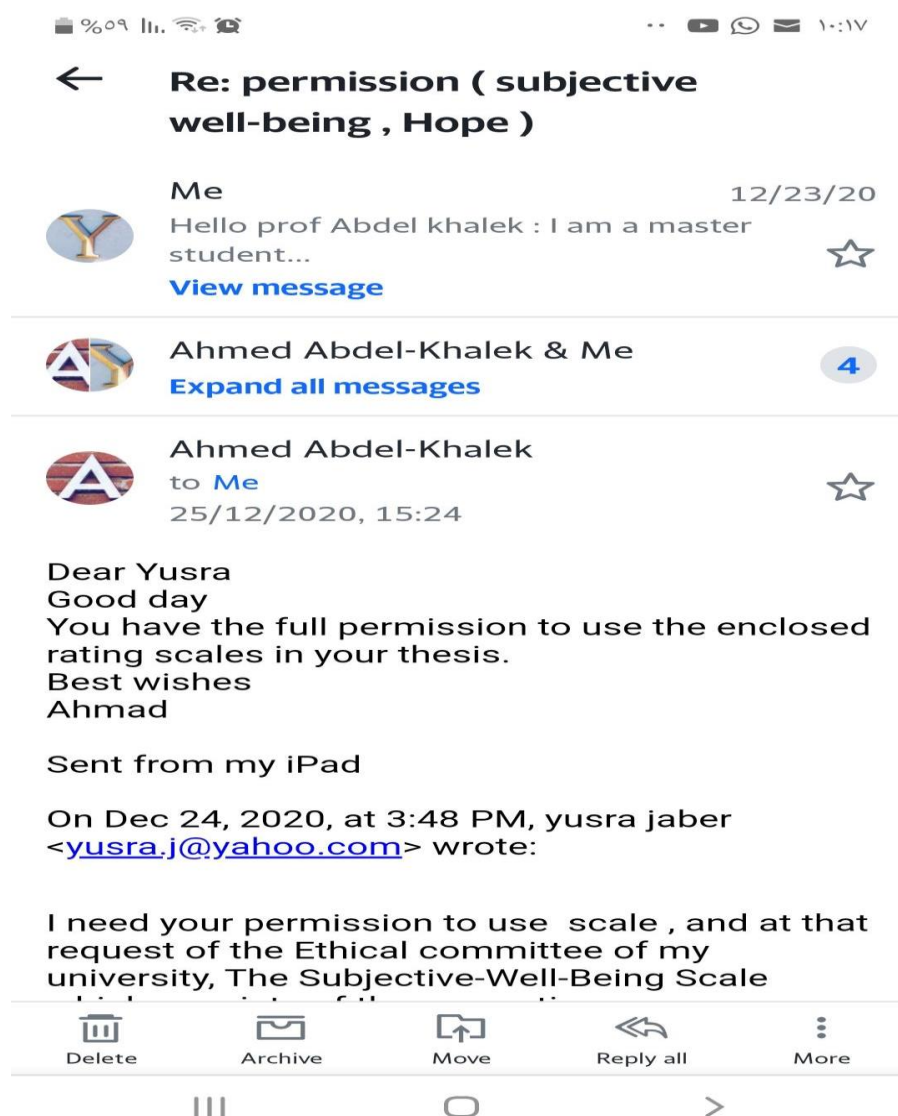 %٥٩ ١٠:١٧
Re: permission ( subjective
well-being , Hope )
Me 12/23/20
Y
Hello prof Abdel khalek : I am a master
student...
View message
A Y
Ahmed Abdel-Khalek & Me
4
Expand all messages
A
Ahmed Abdel-Khalek
to Me
25/12/2020, 15:24
Dear Yusra
Good day
You have the full permission to use the enclosed
rating scales in your thesis.
Best wishes
Ahmad
Sent from my iPad
On Dec 24, 2020, at 3:48 PM, yusra jaber
<yusra.j@yahoo.com> wrote:
I need your permission to use  scale , and at that
request of the Ethical committee of my
university, The Subjective-Well-Being Scale
Delete Archive Move Reply all More